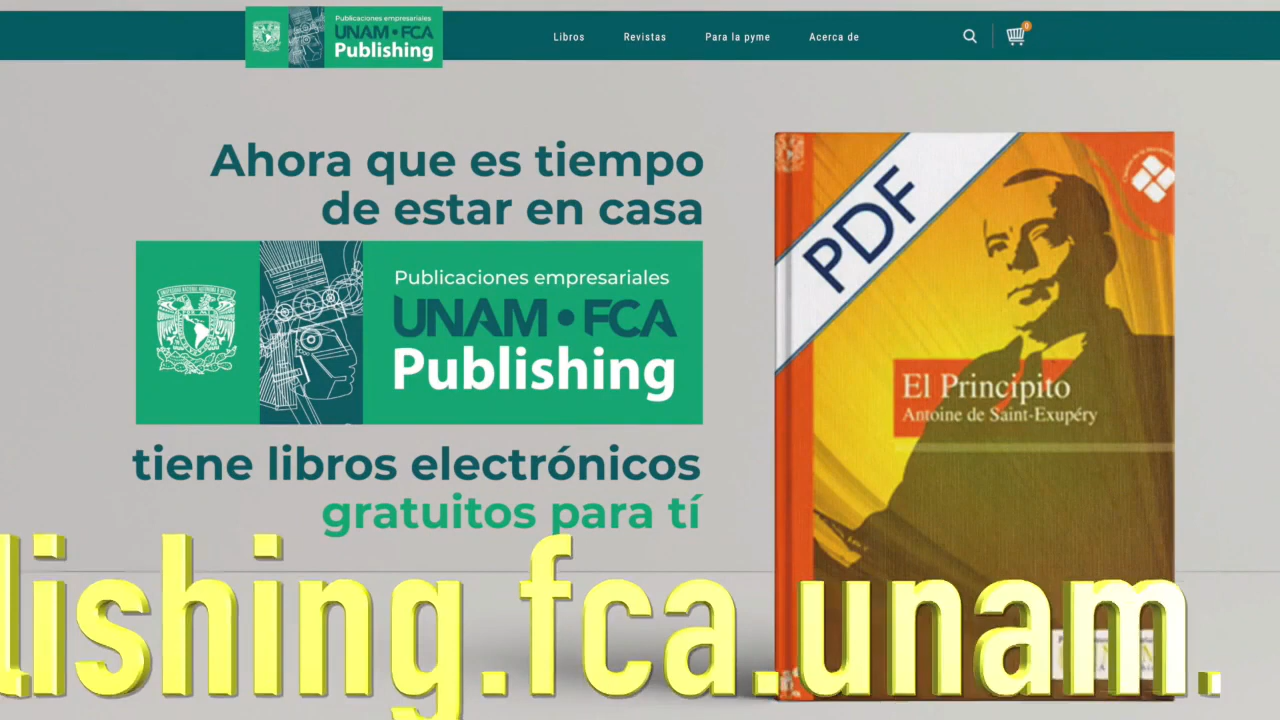 Publicaciones empresariales
UNAM•FCA
Publishing
Libros
Revistas
Para la pyme
Acerca de
0
Ahora que es tiempo
de estar en casa
Publicaciones empresariales
UNAM•FCA
Publishing
tiene libros electrónicos
gratuitos para tí
PDF
El Principito
Antoine de Saint-Exupéry
lishing.fca.unam.